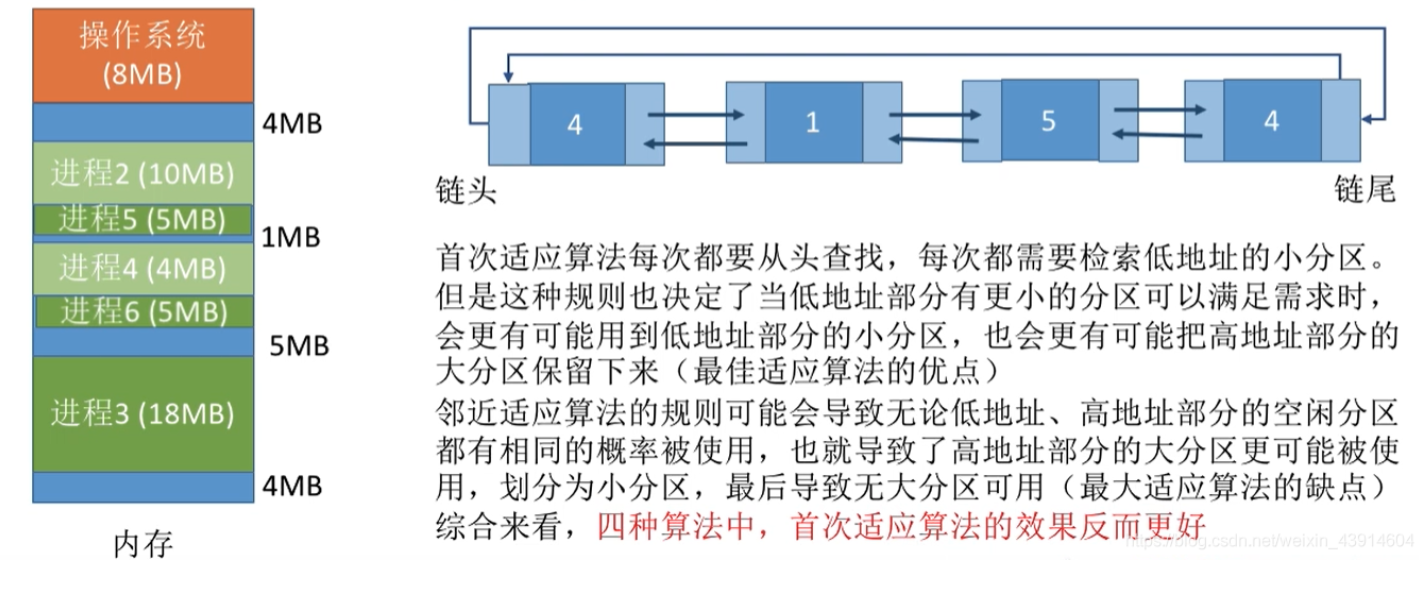 操作系统
(8MB)
4MB
进程2 (10MB)
进程5 (5MB)
1MB
进程4 (4MB)
进程6 (5MB)
5MB
进程3 (18MB)
4MB
内存
4
1
5
4
链头
链尾
首次适应算法每次都要从头查找，每次都需要检索低地址的小分区。
但是这种规则也决定了当低地址部分有更小的分区可以满足需求时，
会更有可能用到低地址部分的小分区，也会更有可能把高地址部分的
大分区保留下来（最佳适应算法的优点）
邻近适应算法的规则可能会导致无论低地址、高地址部分的空闲分区
都有相同的概率被使用，也就导致了高地址部分的大分区更可能被使
用，划分为小分区，最后导致无大分区可用（最大适应算法的缺点）
综合来看，四种算法中，首次适应算法的效果反而更好
https://blog.csdn.net/weixin_43914604